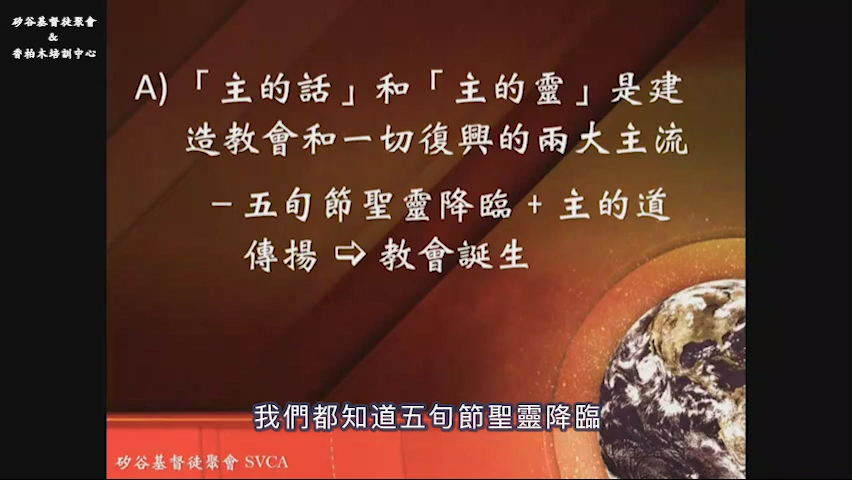 矽谷基督徒聚會
&
香柏木培訓中心
A)「主的話」和「主的靈」是建
造教會和一切復興的兩大主流
- 五旬節聖靈降臨 + 主的道
傳揚 ⇨ 教會誕生
我們都知道五旬節聖靈降臨
矽谷基督徒聚會 SVCA